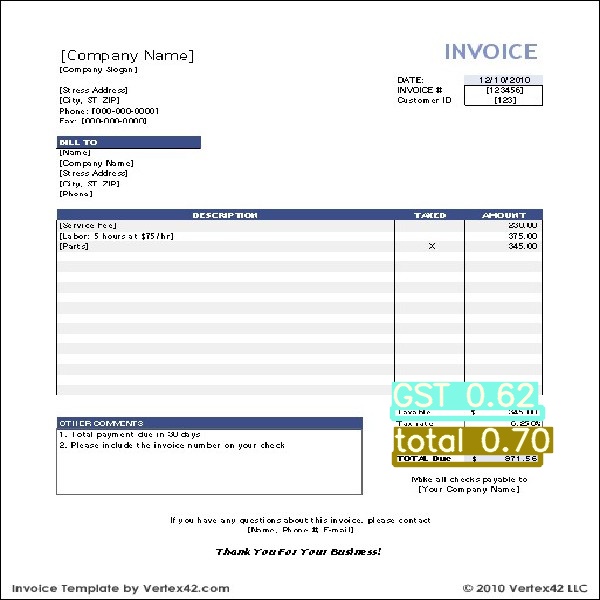 [Company Name]
INVOICE
[Company Slogan]
DATE: 12/10/2010
[Street Address]
INVOICE # [123456]
[City, ST ZIP]
Customer ID [123]
Phone: [000-000-0000]
Fax: [000-000-0000]
BILL TO
[Name]
[Company Name]
[Street Address]
[City, ST ZIP]
[Phone]
DESCRIPTION TAXED AMOUNT
[Service Fee] 230.00
[Labor: 5 hours at $75/hr] 375.00
[Parts] X 345.00
GST 0.62
Taxable $ 345.00
OTHER COMMENTS
Tax rate 6.250%
1. Total payment due in 30 days
total 0.70
2. Please include the invoice number on your check
TOTAL Due $ 971.56
Make all checks payable to
[Your Company Name]
If you have any questions about this invoice, please contact
[Name, Phone #, E-mail]
Thank You For Your Business!
Invoice Template by Vertex42.com
© 2010 Vertex42 LLC